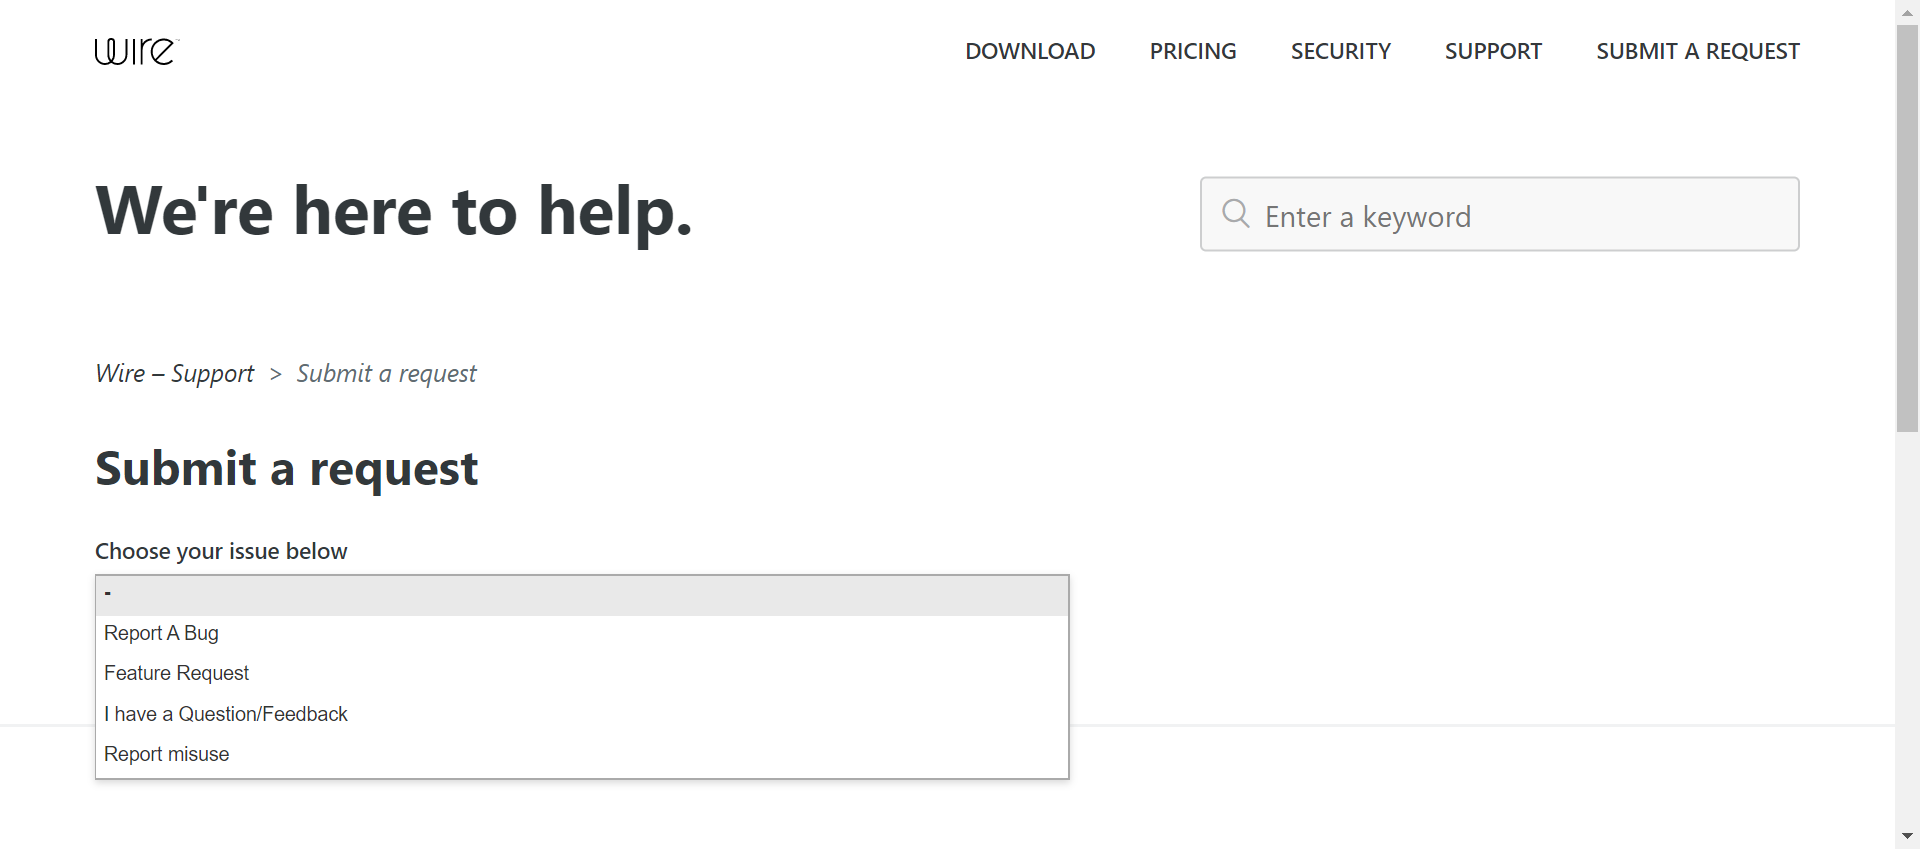 wire
DOWNLOAD PRICING SECURITY SUPPORT SUBMIT A REQUEST
We're here to help.
Enter a keyword
Wire – Support > Submit a request
Submit a request
Choose your issue below
-
Report A Bug
Feature Request
I have a Question/Feedback
Report misuse